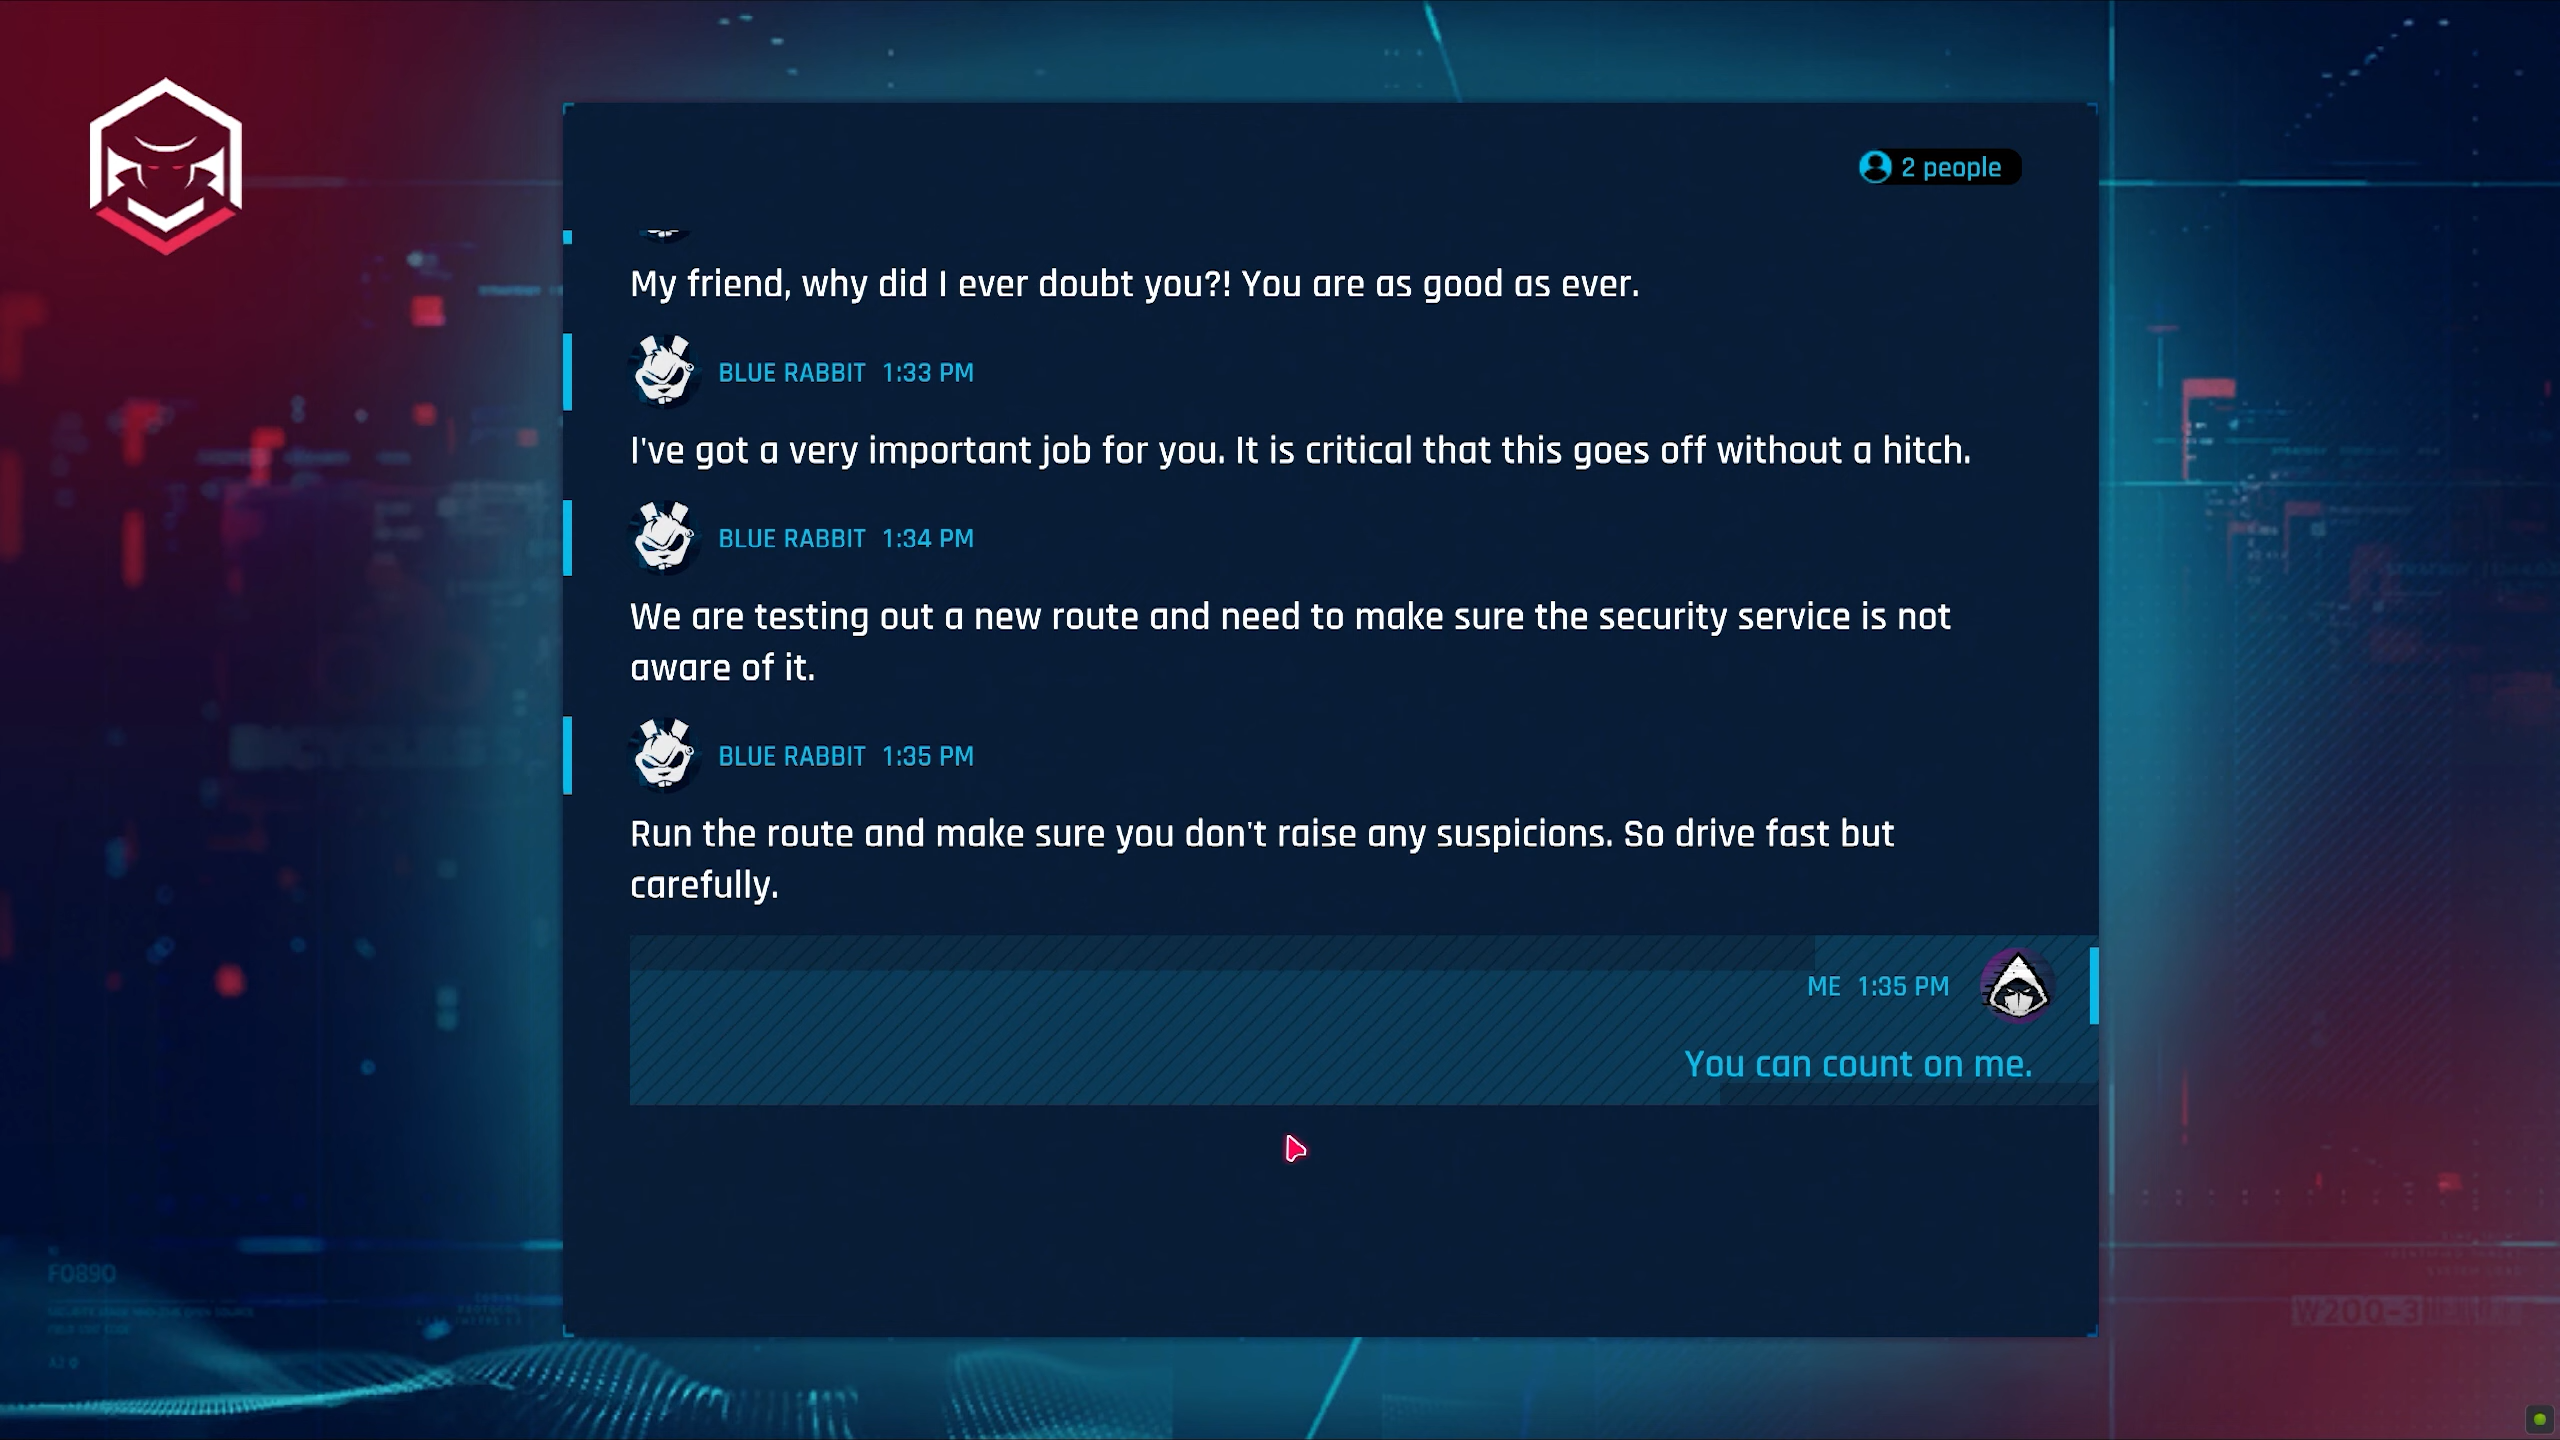 2 people
My friend, why did I ever doubt you?! You are as good as ever.
BLUE RABBIT 1:33 PM
I've got a very important job for you. It is critical that this goes off without a hitch.
BLUE RABBIT 1:34 PM
We are testing out a new route and need to make sure the security service is not
aware of it.
BLUE RABBIT 1:35 PM
Run the route and make sure you don't raise any suspicions. So drive fast but
carefully.
ME 1:35 PM
You can count on me.
F0890
W200-3